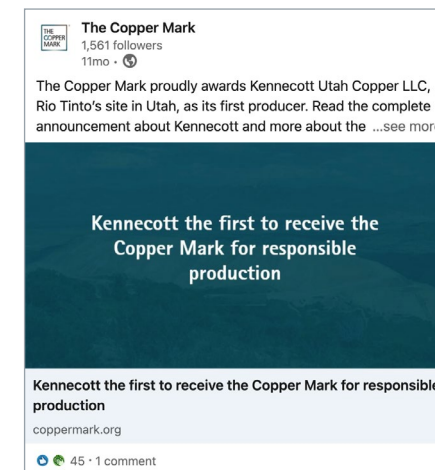 THE
COPPER
MARK
The Copper Mark
1,561 followers
11mo •
The Copper Mark proudly awards Kennecott Utah Copper LLC,
Rio Tinto's site in Utah, as its first producer. Read the complete
announcement about Kennecott and more about the ...see more
Kennecott the first to receive the
Copper Mark for responsible
production
Kennecott the first to receive the Copper Mark for responsible
production
coppermark.org
45 • 1 comment